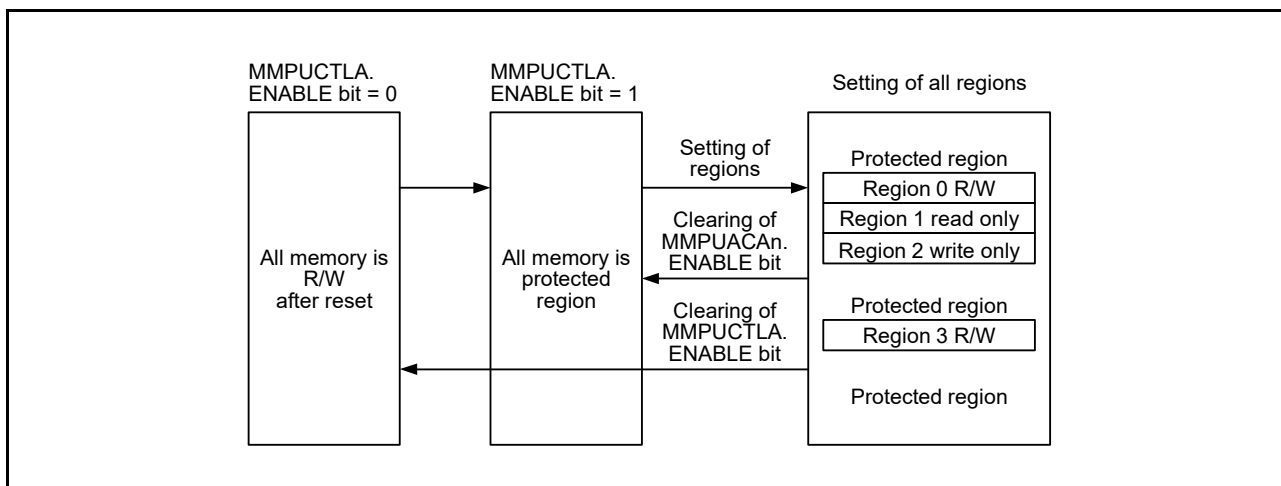 MMPUCTLA.
ENABLE bit = 0
MMPUCTLA.
ENABLE bit = 1
Setting of all regions
All memory is
R/W
after reset
All memory is
protected
region
Setting of
regions
Clearing of
MMPUACAn.
ENABLE bit
Clearing of
MMPUCTLA.
ENABLE bit
Protected region
Region 0 R/W
Region 1 read only
Region 2 write only
Protected region
Region 3 R/W
Protected region